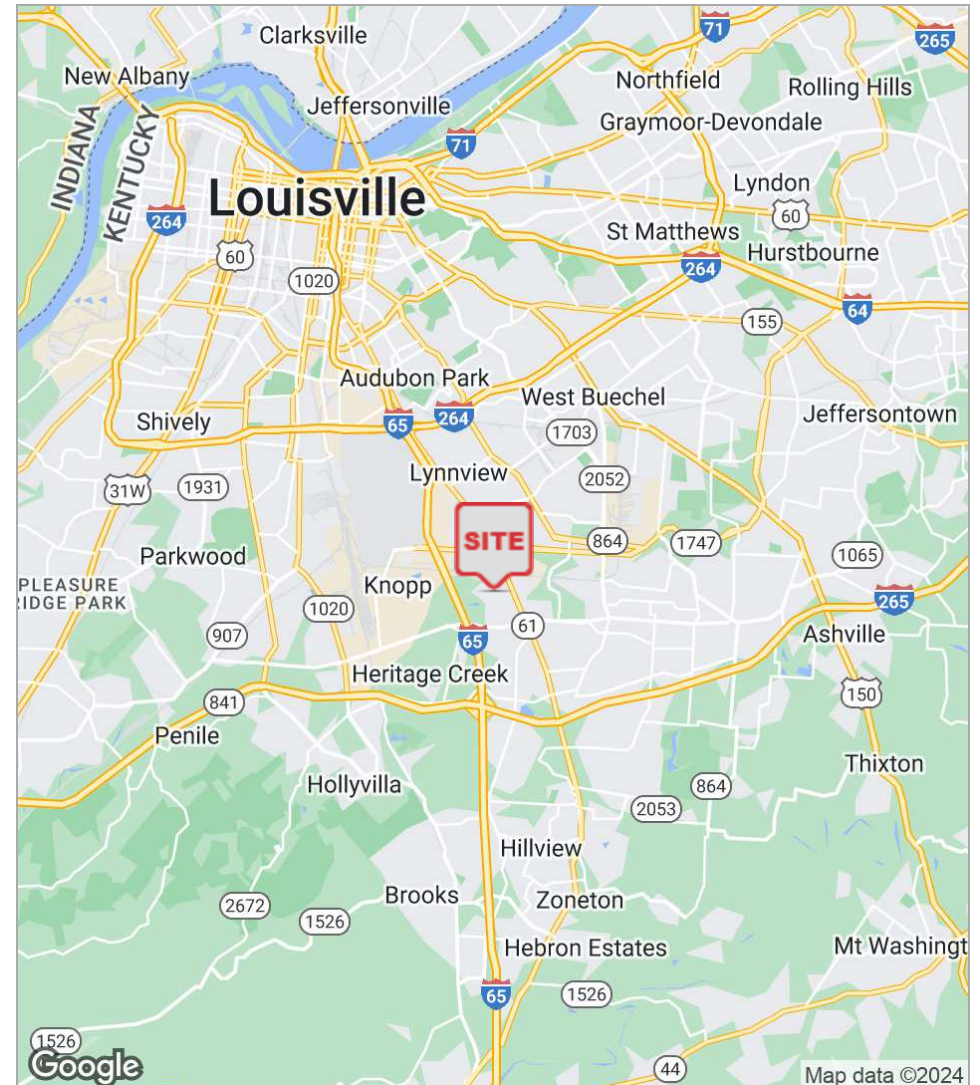 Clarksville
71
265
New Albany
Northfield
Rolling Hills
Jeffersonville
Graymoor-Devondale
71
INDIANA
KENTUCKY
Lyndon
Louisville
60
264
St Matthews
Hurstbourne
60
264
1020
64
155
Audubon Park
West Buechel
Jeffersontown
Shively
65
264
1703
Lynnview
2052
31W
1931
SITE
864
1747
1065
Parkwood
PLEASURE
IDGE PARK
Knopp
1020
265
907
61
Ashville
65
Heritage Creek
150
841
Penile
Thixton
Hollyvilla
864
2053
Hillview
Brooks
Zoneton
2672
1526
Hebron Estates
Mt Washingt
65
1526
1526
Google
44
Map data ©2024